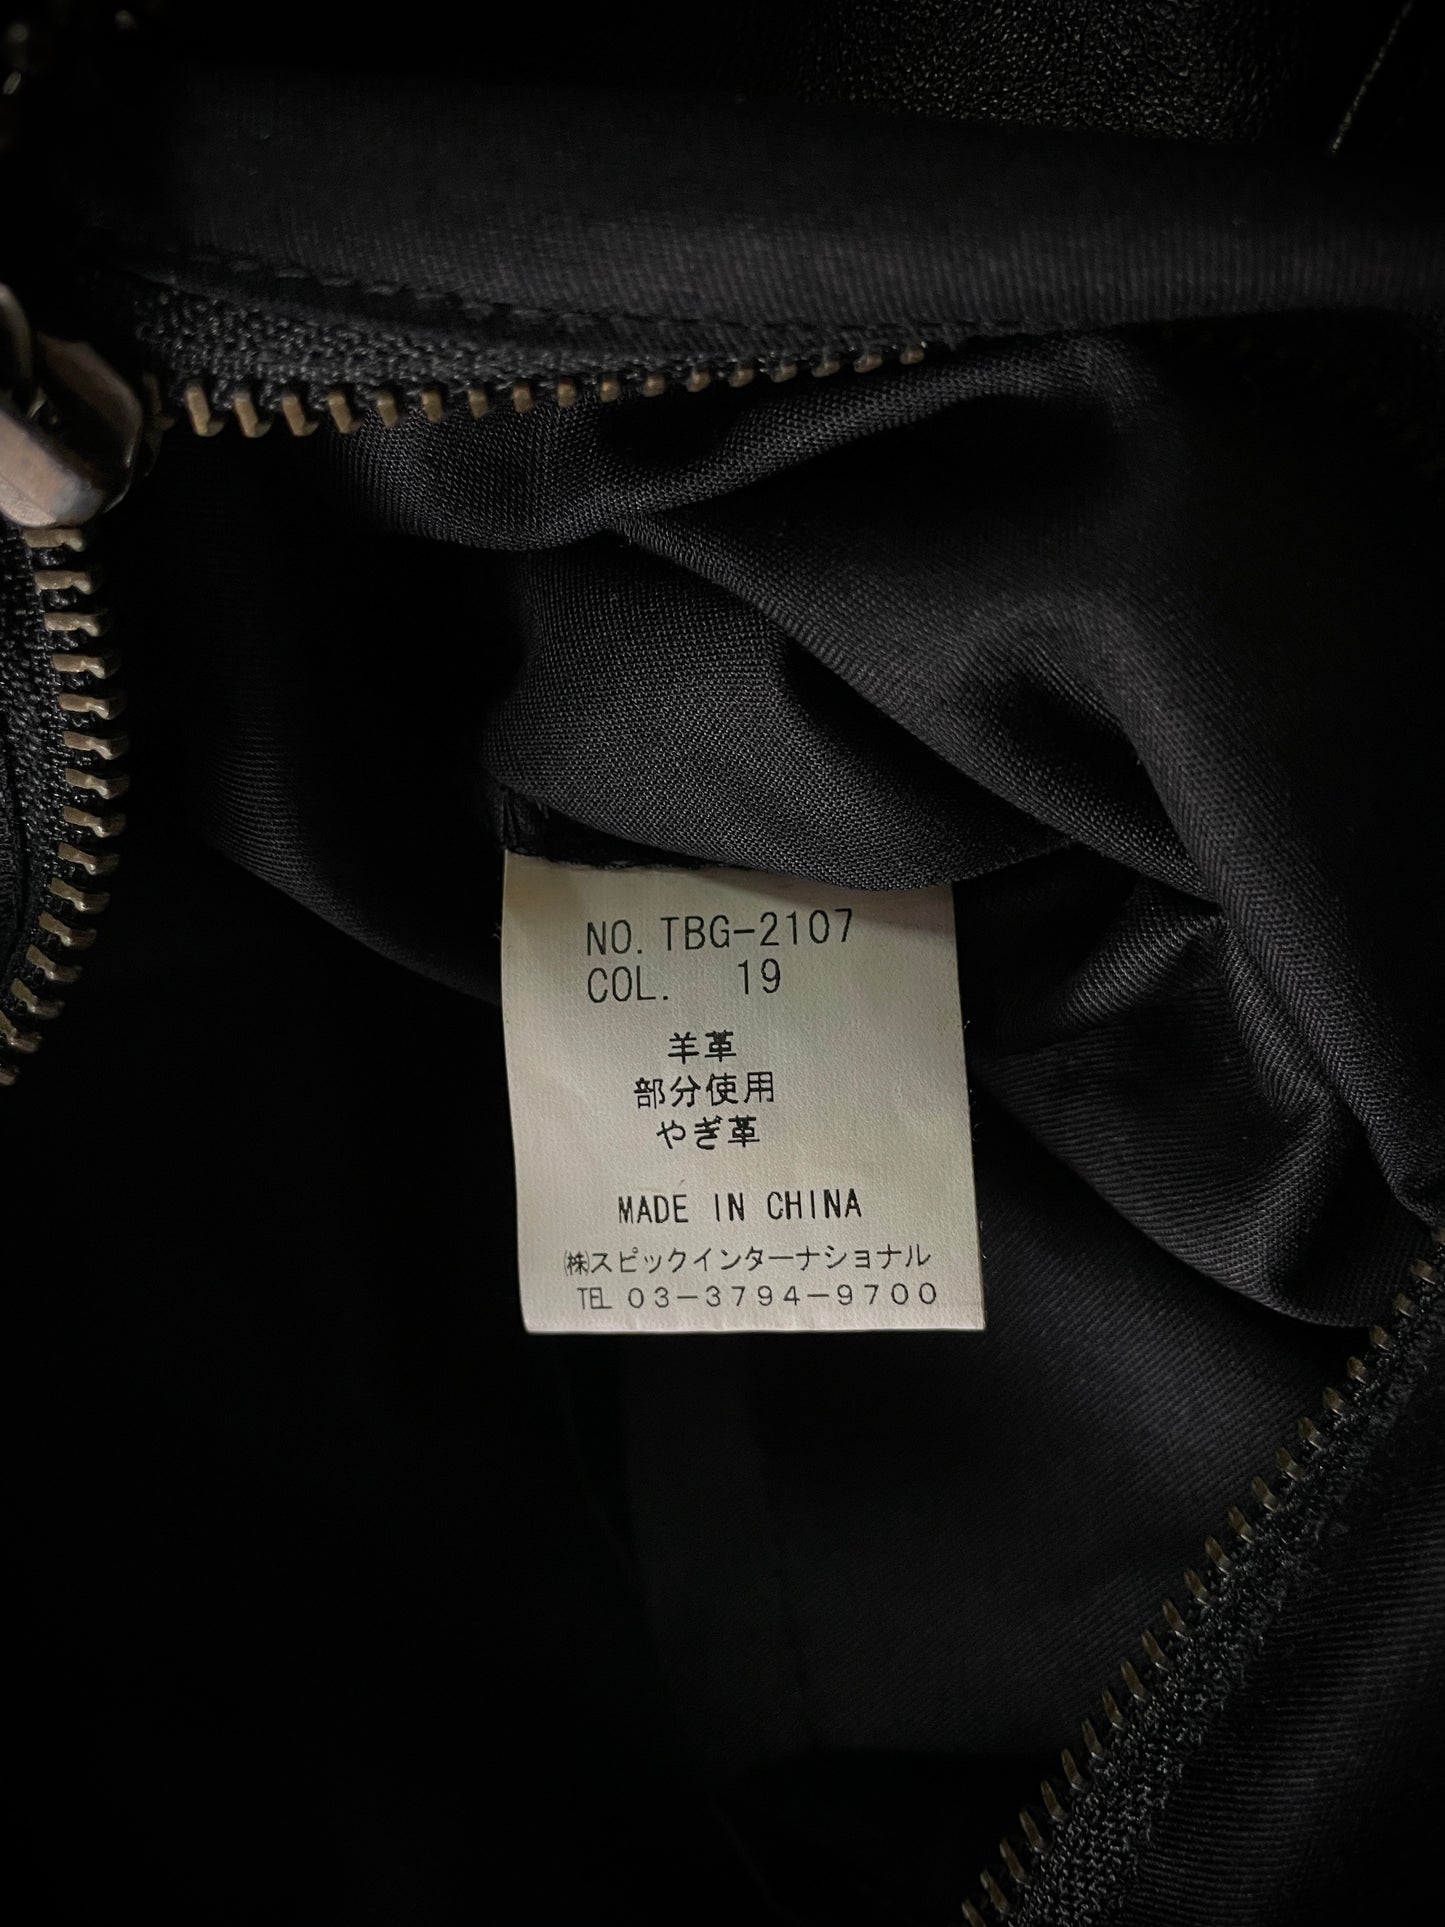 NO. TBG-2107
COL. 19
羊革
部分使用
やぎ革
MADE IN CHINA
㈱スピックインターナショナル
TEL 03-3794-9700